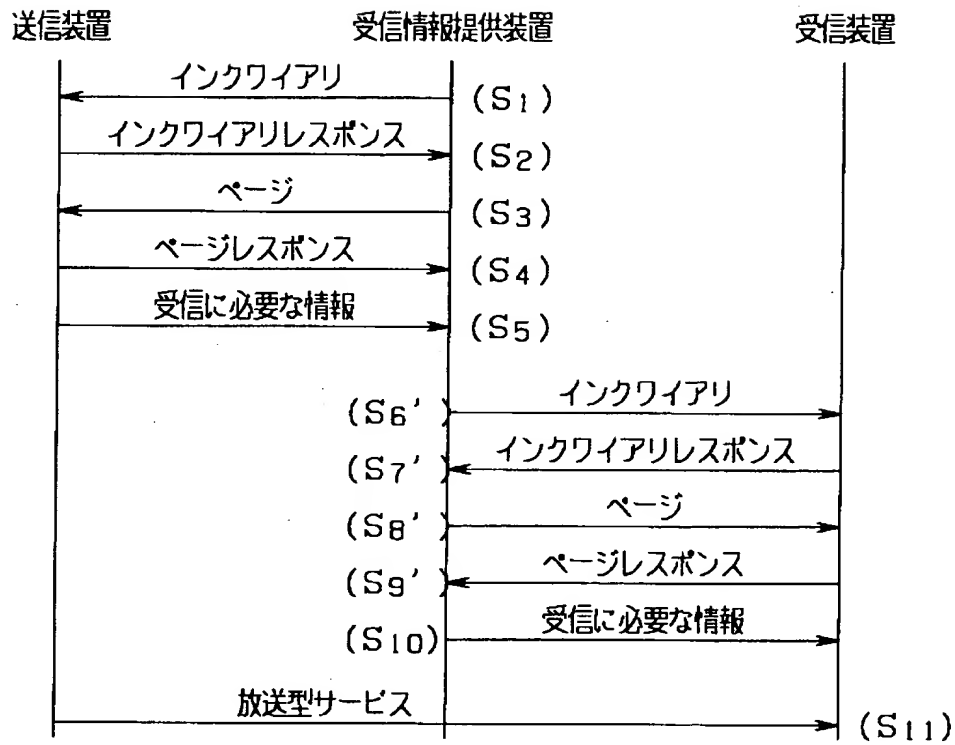 送信装置 受信情報提供装置 受信装置
インクワイアリ
(S1)
インクワイアリレスポンス
(S2)
ページ
(S3)
ページレスポンス
(S4)
受信に必要な情報
(S5)
インクワイアリ
(S6')
インクワイアリレスポンス
(S7')
ページ
(S8')
ページレスポンス
(S9')
受信に必要な情報
(S10)
放送型サービス
(S11)